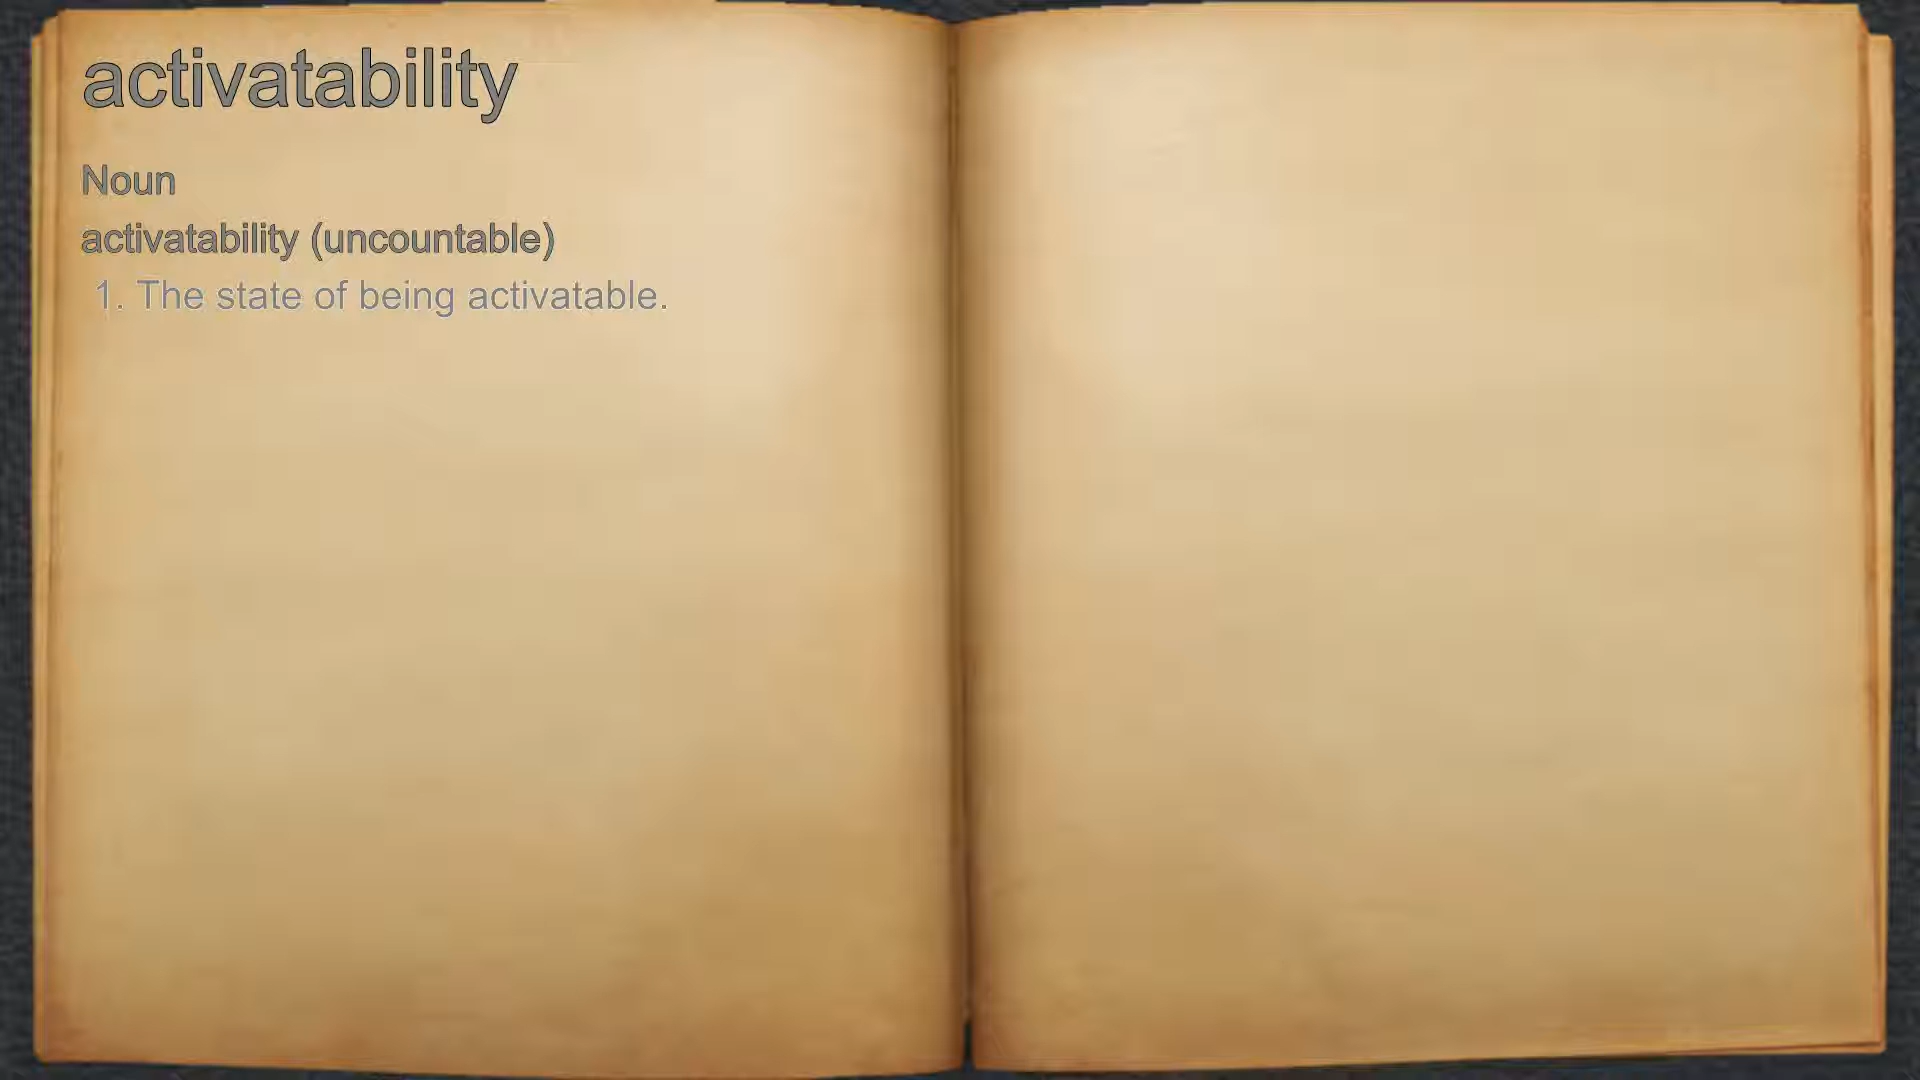 activatability
Noun
activatability (uncountable)
1. The state of being activatable.